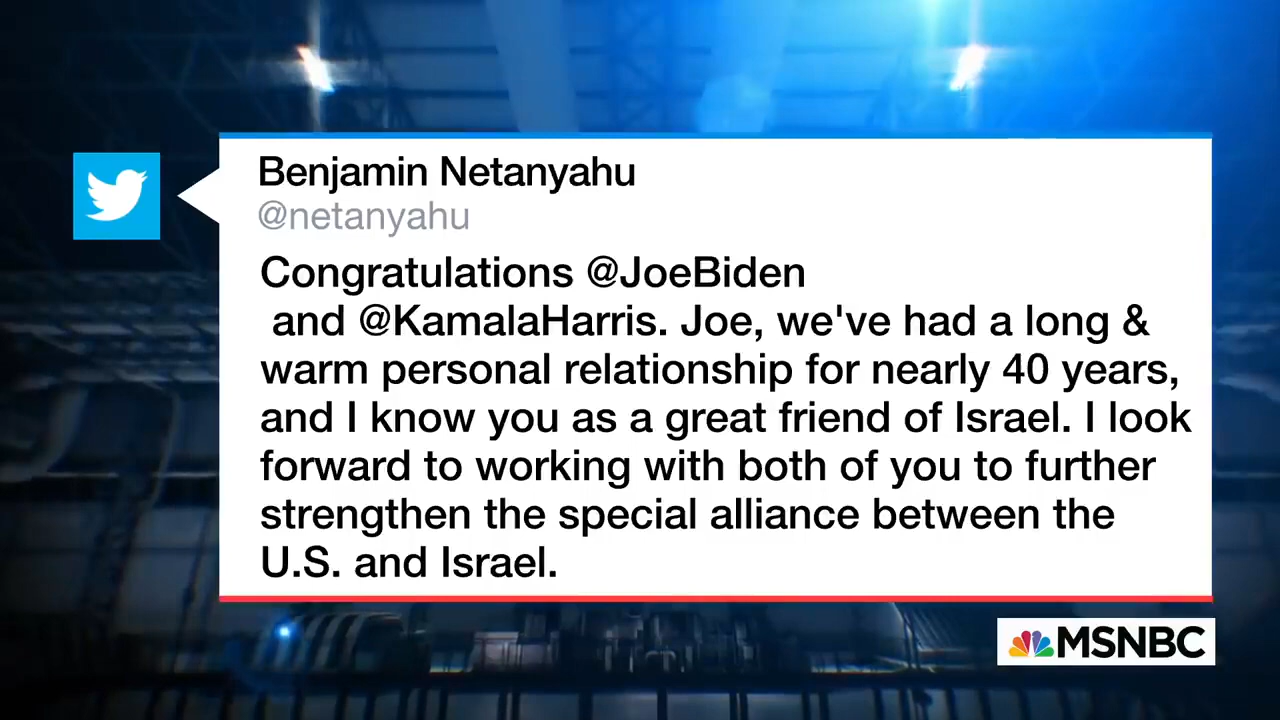 Benjamin Netanyahu
@netanyahu
Congratulations @JoeBiden
and @KamalaHarris. Joe, we've had a long &
warm personal relationship for nearly 40 years,
and I know you as a great friend of Israel. I look
forward to working with both of you to further
strengthen the special alliance between the
U.S. and Israel.
MSNBC